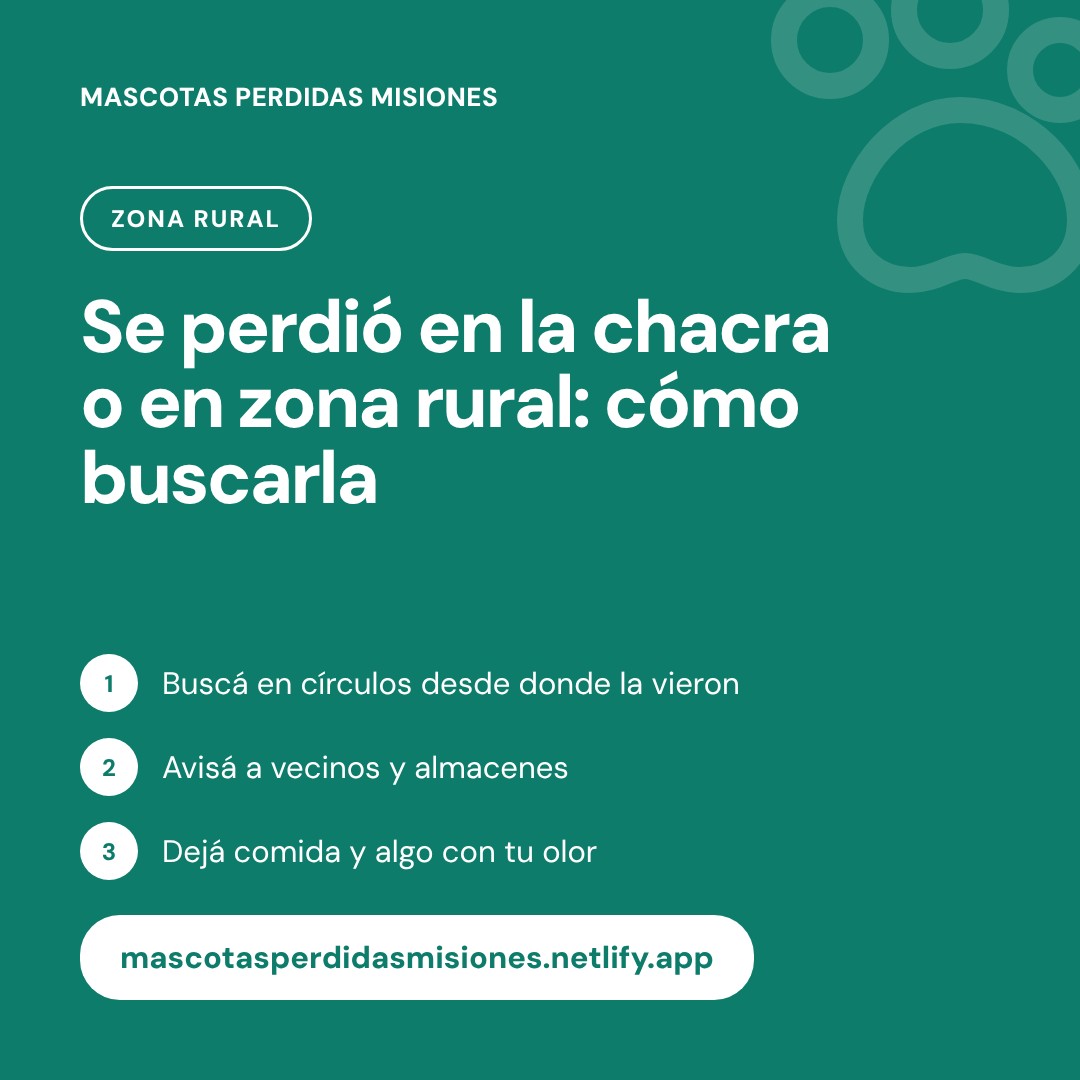 MASCOTAS PERDIDAS MISIONES
ZONA RURAL
Se perdió en la chacra
o en zona rural: cómo
buscarla
1 Buscá en círculos desde donde la vieron
2 Avisá a vecinos y almacenes
3 Dejá comida y algo con tu olor
mascotasperdidasmisiones.netlify.app